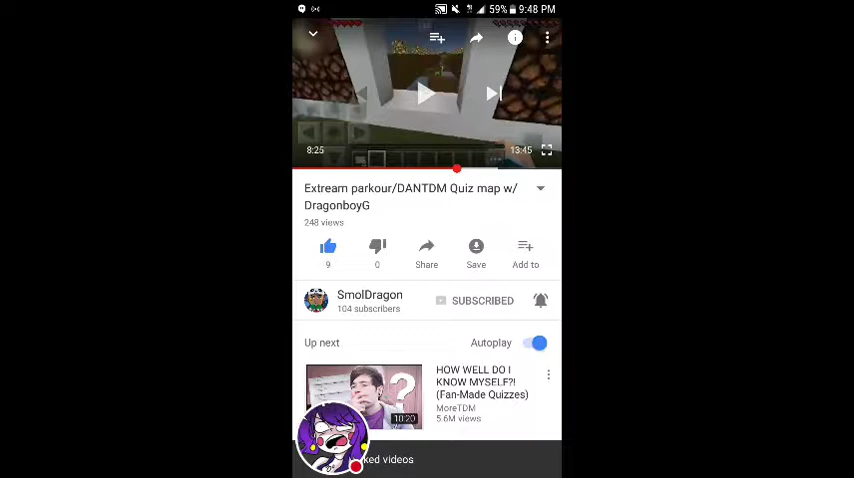 59% 9:48 PM
8:25
13:45
Extream parkour/DANTDM Quiz map w/
DragonboyG
248 views
9
0
Share
Save
Add to
SmolDragon
104 subscribers
SUBSCRIBED
Up next
Autoplay
10:20
HOW WELL DO I
KNOW MYSELF?!
(Fan-Made Quizzes)
MoreTDM
5.6M views
ked videos